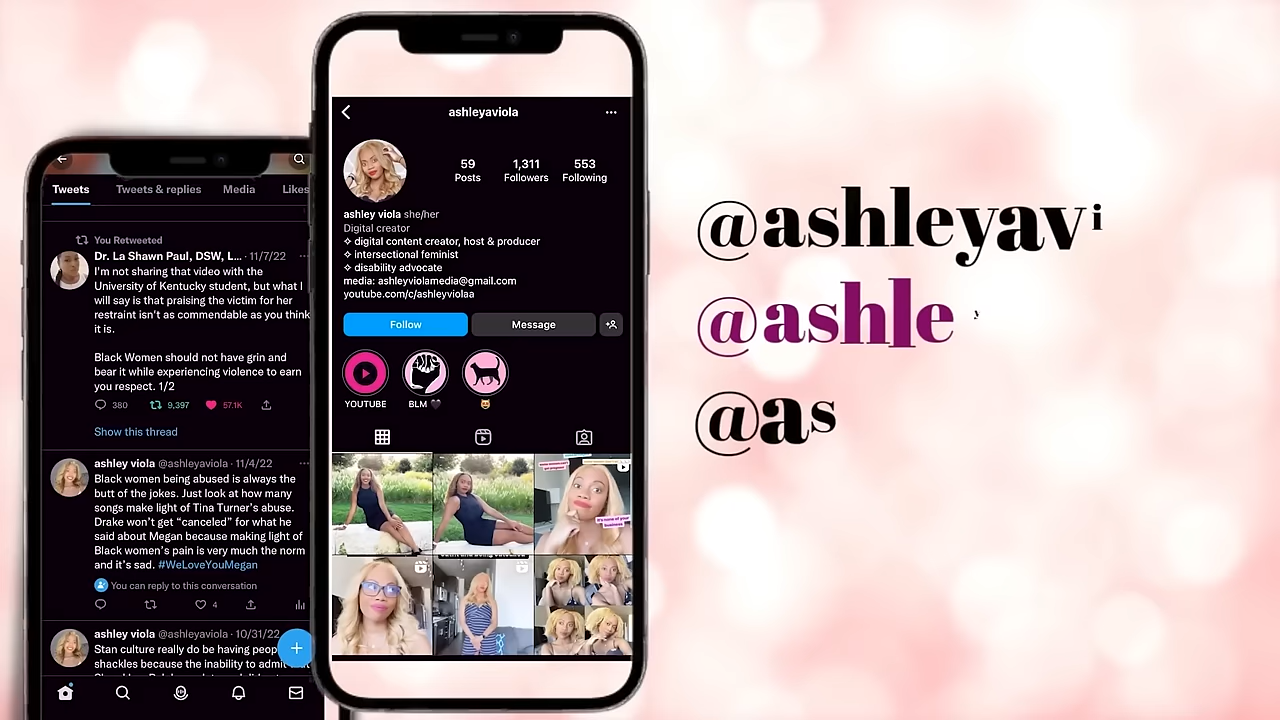 Tweets Tweets & replies Media Likes
You Retweeted
Dr. La Shawn Paul, DSW, L... · 11/7/22
I'm not sharing that video with the
University of Kentucky student, but what I
will say is that praising the victim for her
restraint isn't as commendable as you think
it is.
Black Women should not have grin and
bear it while experiencing violence to earn
you respect. 1/2
380 9,397 57.1K
Show this thread
ashley viola @ashleyaviola · 11/4/22
Black women being abused is always the
butt of the jokes. Just look at how many
songs make light of Tina Turner's abuse.
Drake won't get “canceled” for what he
said about Megan because making light of
Black women's pain is very much the norm
and it's sad. #WeLoveYouMegan
You can reply to this conversation
4
ashley viola @ashleyaviola · 10/31/22
Stan culture really do be having peop
shackles because the inability to admit
ashleyaviola
59 1,311 553
Posts Followers Following
ashley viola she/her
Digital creator
✧ digital content creator, host & producer
✧ intersectional feminist
✧ disability advocate
media: ashleyviolamedia@gmail.com
youtube.com/c/ashleyviolaa
Follow Message
YOUTUBE BLM 🖤 😺
@ashleyavi
@ashley
@as